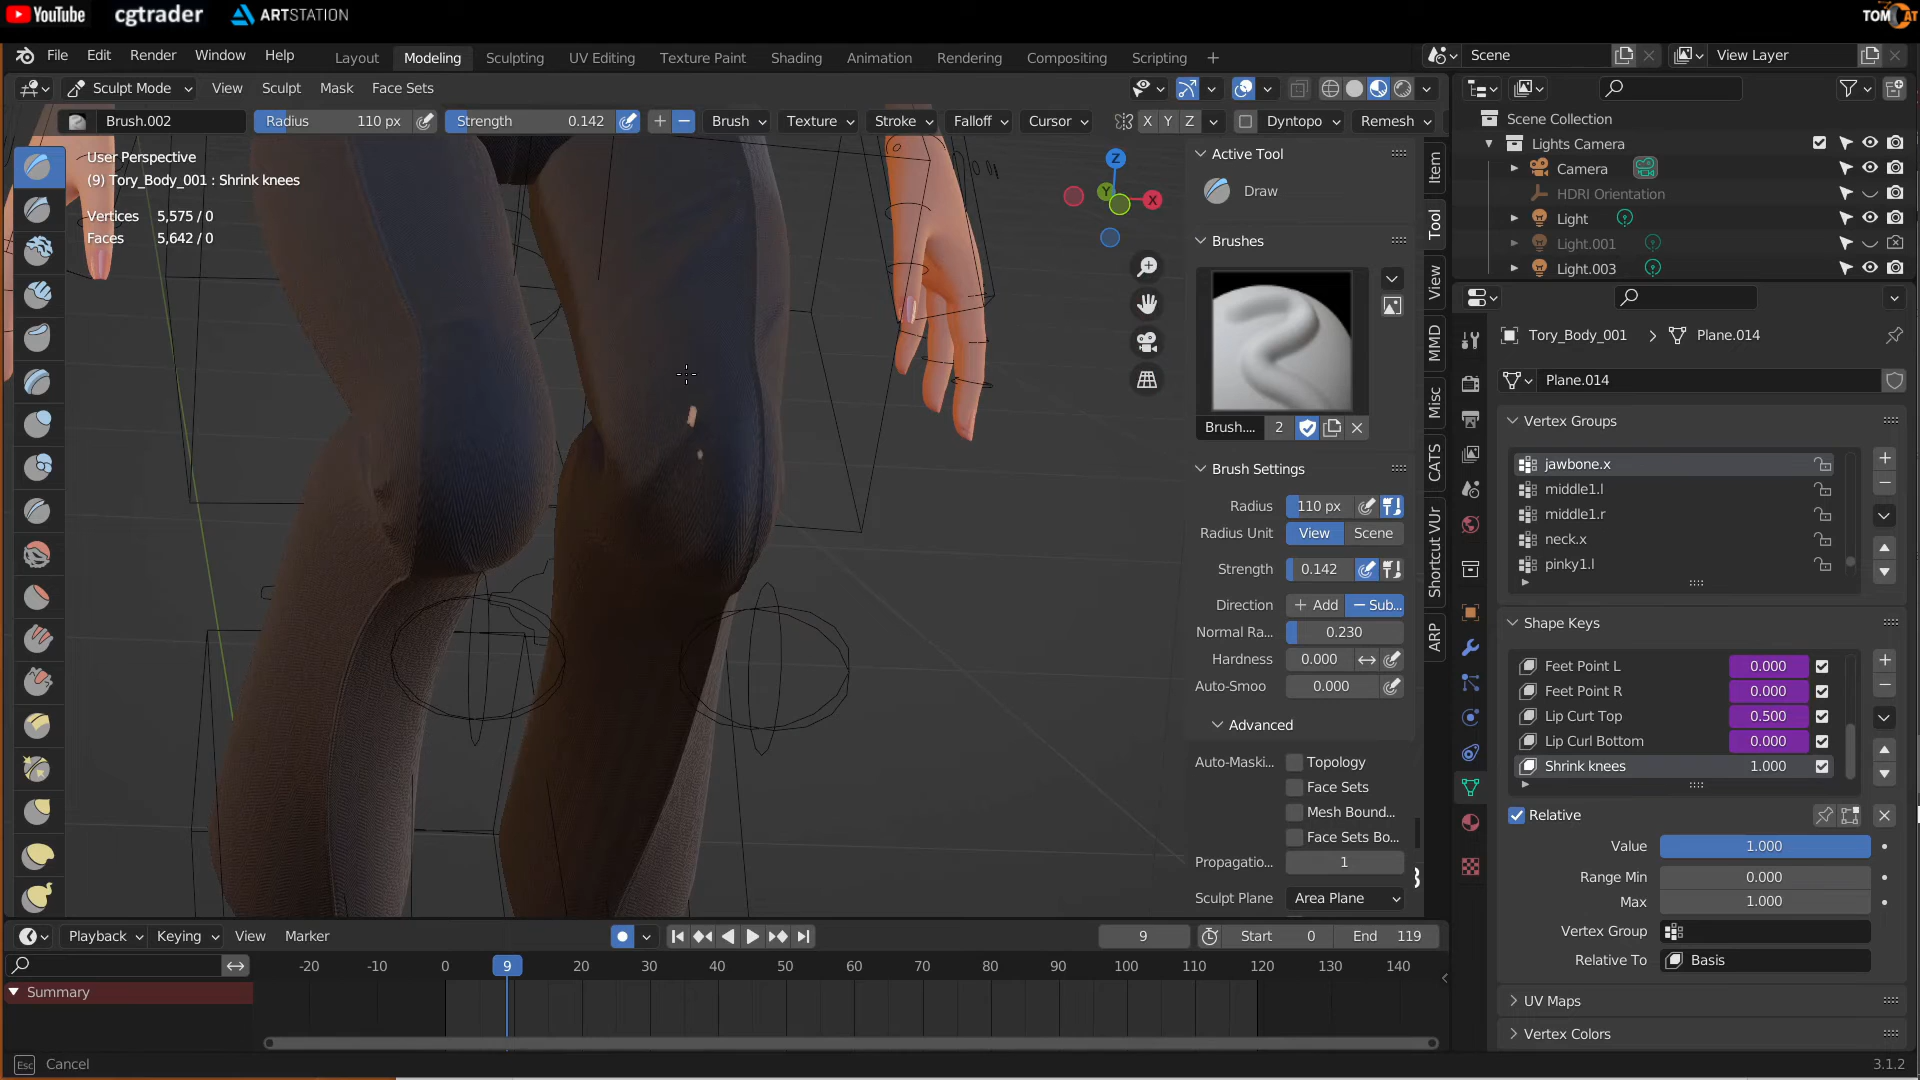 YouTube cgtrader ARTSTATION TOMCAT
File Edit Render Window Help Layout Modeling Sculpting UV Editing Texture Paint Shading Animation Rendering Compositing Scripting + Scene View Layer
Sculpt Mode View Sculpt Mask Face Sets
Brush.002 Radius 110 px Strength 0.142 Brush Texture Stroke Falloff Cursor X Y Z Dyntopo Remesh
User Perspective
(9) Tory_Body_001 : Shrink knees
Vertices 5,575 / 0
Faces 5,642 / 0
Z
Y
X
Active Tool
Draw
Brushes
Brush.... 2
Brush Settings
Radius 110 px
Radius Unit View Scene
Strength 0.142
Direction + Add − Sub...
Normal Ra... 0.230
Hardness 0.000
Auto-Smoo 0.000
Advanced
Auto-Maski... Topology
Face Sets
Mesh Bound...
Face Sets Bo...
Propagatio... 1
Sculpt Plane Area Plane
Item
Tool
View
MMD
Misc
CATS
Shortcut VUr
ARP
Scene Collection
Lights Camera
Camera
HDRI Orientation
Light
Light.001
Light.003
Tory_Body_001 > Plane.014
Plane.014
Vertex Groups
jawbone.x
middle1.l
middle1.r
neck.x
pinky1.l
Shape Keys
Feet Point L 0.000
Feet Point R 0.000
Lip Curt Top 0.500
Lip Curl Bottom 0.000
Shrink knees 1.000
Relative
Value 1.000
Range Min 0.000
Max 1.000
Vertex Group
Relative To Basis
UV Maps
Vertex Colors
Playback Keying View Marker 9 Start 0 End 119
-20 -10 0 9 20 30 40 50 60 70 80 90 100 110 120 130 140
Summary
Esc Cancel 3.1.2